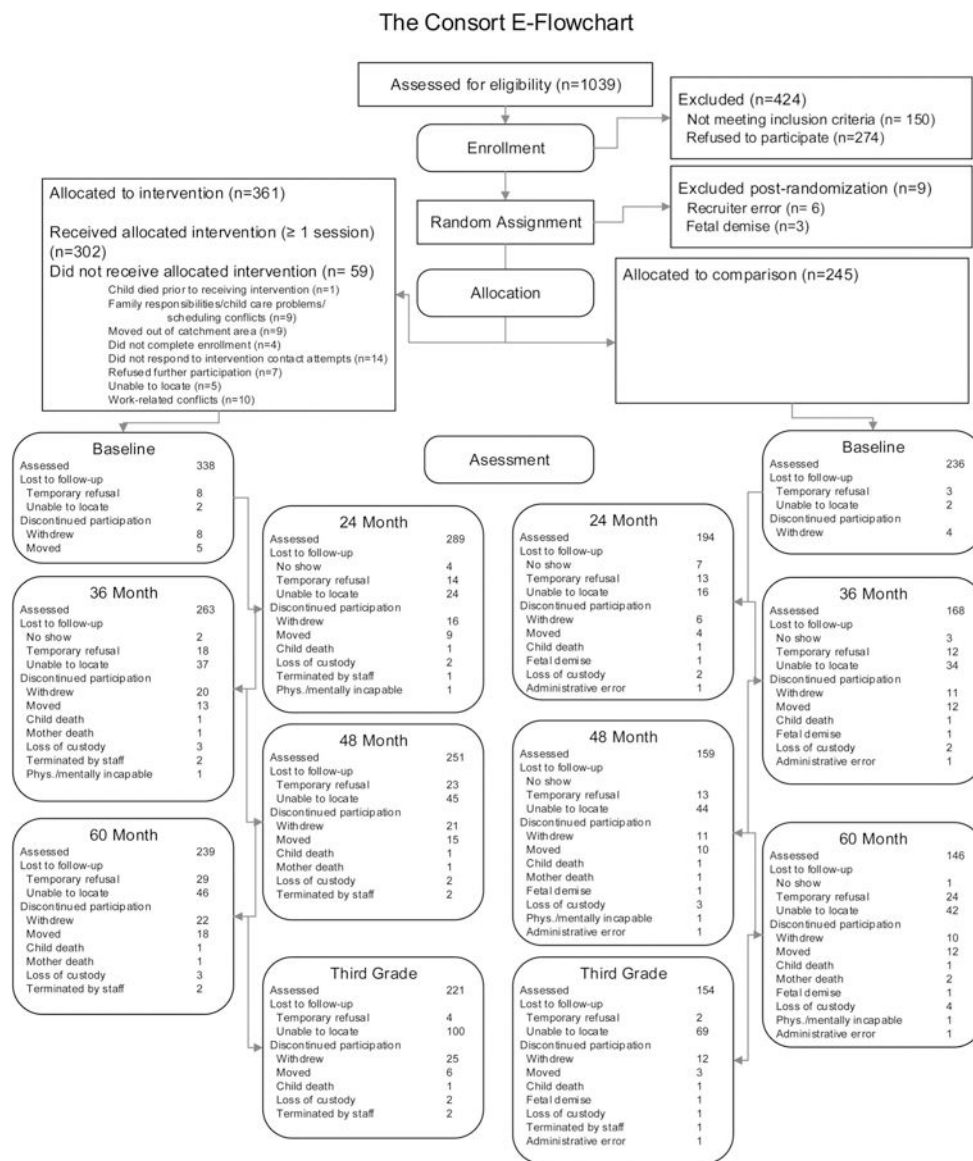 The Consort E-Flowchart
Assessed for eligibility (n=1039)
Excluded (n=424)
Not meeting inclusion criteria (n= 150)
Refused to participate (n=274)
Enrollment
Excluded post-randomization (n=9)
Recruiter error (n= 6)
Fetal demise (n=3)
Random Assignment
Allocated to intervention (n=361)
Received allocated intervention (≥ 1 session)
(n=302)
Did not receive allocated intervention (n= 59)
Child died prior to receiving intervention (n=1)
Family responsibilities/child care problems/
scheduling conflicts (n=9)
Moved out of catchment area (n=9)
Did not complete enrollment (n=4)
Did not respond to intervention contact attempts (n=14)
Refused further participation (n=7)
Unable to locate (n=5)
Work-related conflicts (n=10)
Allocation
Allocated to comparison (n=245)
Asessment
Baseline
Assessed 338
Lost to follow-up
Temporary refusal 8
Unable to locate 2
Discontinued participation
Withdrew 8
Moved 5
24 Month
Assessed 289
Lost to follow-up
No show 4
Temporary refusal 14
Unable to locate 24
Discontinued participation
Withdrew 16
Moved 9
Child death 1
Loss of custody 2
Terminated by staff 1
Phys./mentally incapable 1
36 Month
Assessed 263
Lost to follow-up
No show 2
Temporary refusal 18
Unable to locate 37
Discontinued participation
Withdrew 20
Moved 13
Child death 1
Mother death 1
Loss of custody 3
Terminated by staff 2
Phys./mentally incapable 1
48 Month
Assessed 251
Lost to follow-up
Temporary refusal 23
Unable to locate 45
Discontinued participation
Withdrew 21
Moved 15
Child death 1
Mother death 1
Loss of custody 2
Terminated by staff 2
60 Month
Assessed 239
Lost to follow-up
Temporary refusal 29
Unable to locate 46
Discontinued participation
Withdrew 22
Moved 18
Child death 1
Mother death 1
Loss of custody 3
Terminated by staff 2
Third Grade
Assessed 221
Lost to follow-up
Temporary refusal 4
Unable to locate 100
Discontinued participation
Withdrew 25
Moved 6
Child death 1
Loss of custody 2
Terminated by staff 2
Baseline
Assessed 236
Lost to follow-up
Temporary refusal 3
Unable to locate 2
Discontinued participation
Withdrew 4
24 Month
Assessed 194
Lost to follow-up
No show 7
Temporary refusal 13
Unable to locate 16
Discontinued participation
Withdrew 6
Moved 4
Child death 1
Fetal demise 1
Loss of custody 2
Administrative error 1
36 Month
Assessed 168
Lost to follow-up
No show 3
Temporary refusal 12
Unable to locate 34
Discontinued participation
Withdrew 11
Moved 12
Child death 1
Fetal demise 1
Loss of custody 2
Administrative error 1
48 Month
Assessed 159
Lost to follow-up
No show
Temporary refusal 13
Unable to locate 44
Discontinued participation
Withdrew 11
Moved 10
Child death 1
Mother death 1
Fetal demise 1
Loss of custody 3
Phys./mentally incapable 1
Administrative error 1
60 Month
Assessed 146
Lost to follow-up
No show 1
Temporary refusal 24
Unable to locate 42
Discontinued participation
Withdrew 10
Moved 12
Child death 1
Mother death 2
Fetal demise 1
Loss of custody 4
Phys./mentally incapable 1
Administrative error 1
Third Grade
Assessed 154
Lost to follow-up
Temporary refusal 2
Unable to locate 69
Discontinued participation
Withdrew 12
Moved 3
Child death 1
Fetal demise 1
Loss of custody 1
Terminated by staff 1
Administrative error 1